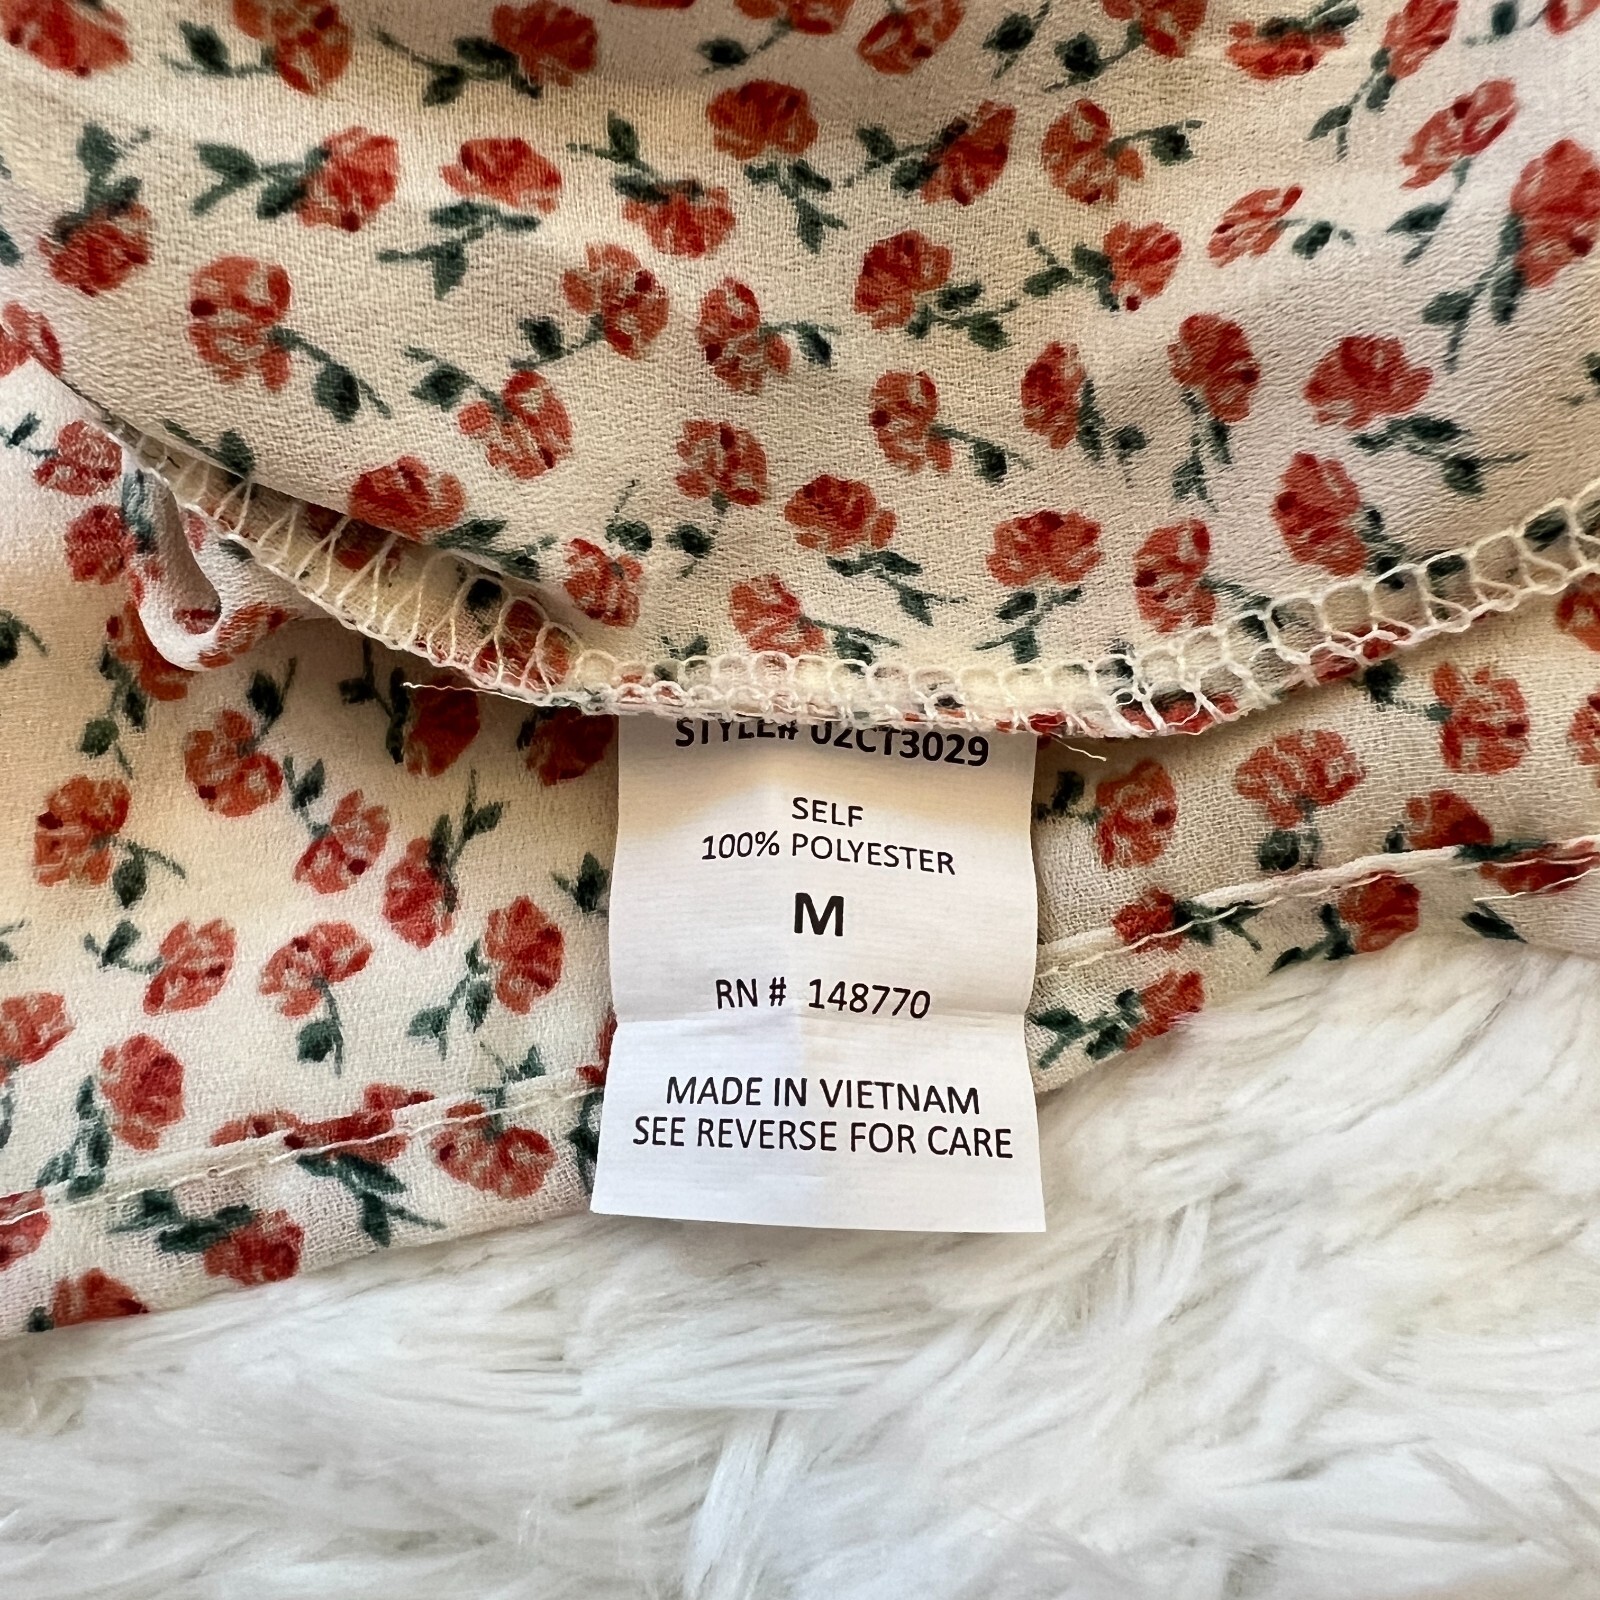 STYLE# 02CT3029
SELF
100% POLYESTER
M
RN # 148770
MADE IN VIETNAM
SEE REVERSE FOR CARE